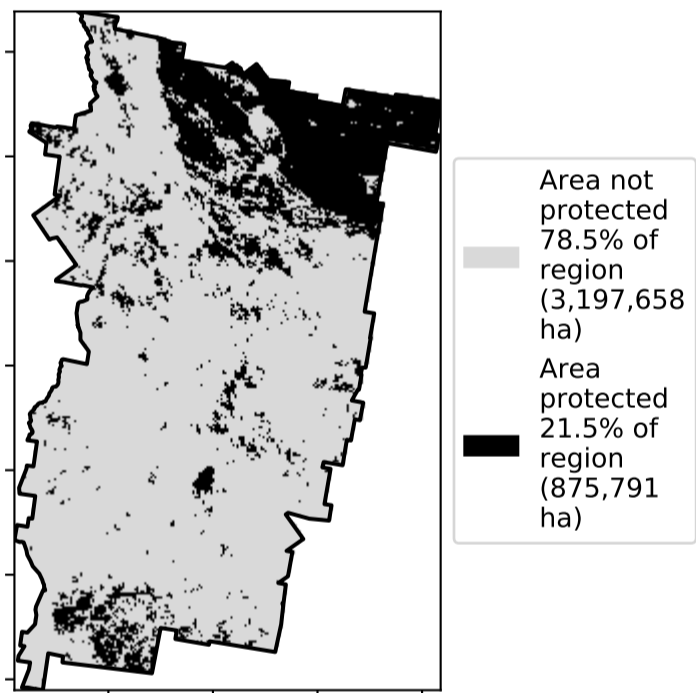 Area not
protected
78.5% of
region
(3,197,658
ha)
Area
protected
21.5% of
region
(875,791
ha)